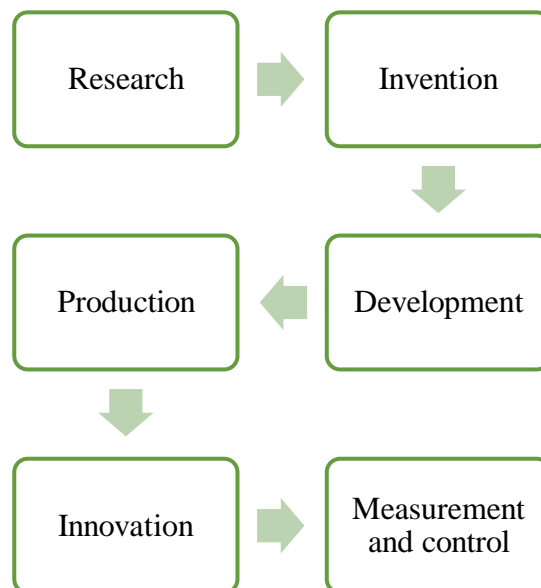 Research
Invention
Production
Development
Innovation
Measurement
and control